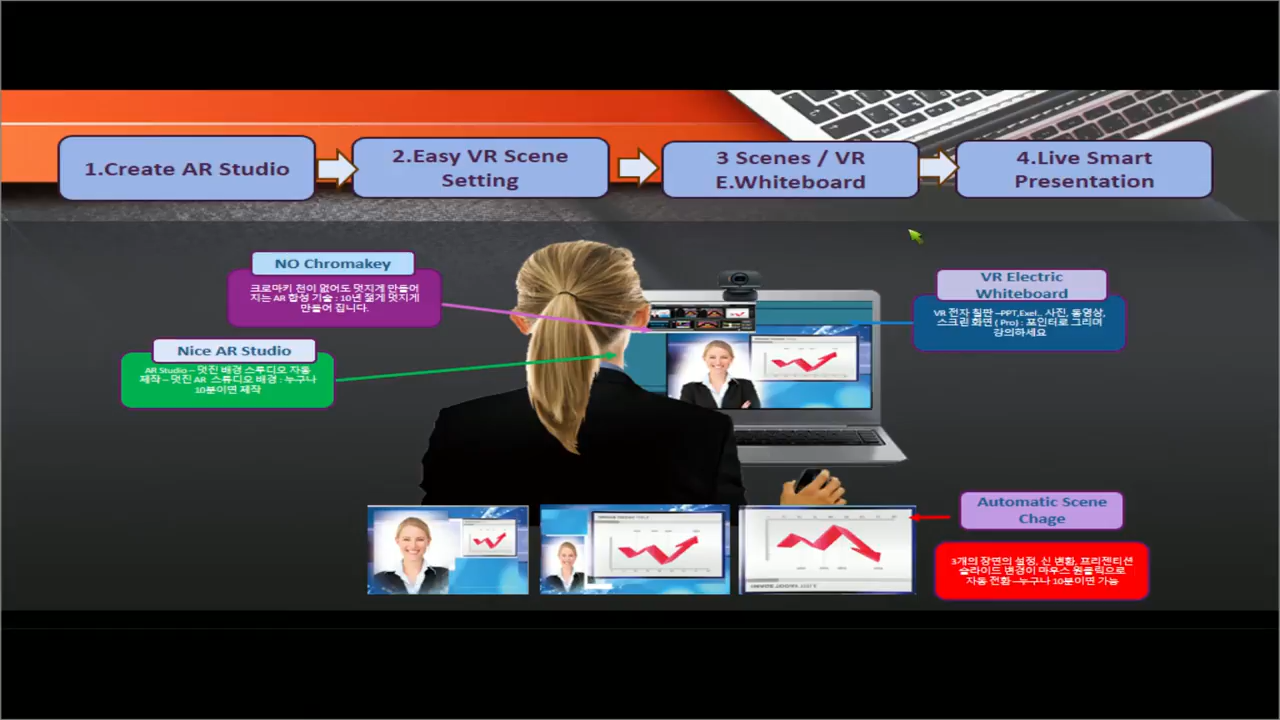 1.Create AR Studio
2.Easy VR Scene
Setting
3 Scenes / VR
E.Whiteboard
4.Live Smart
Presentation
NO Chromakey
크로마키 천이 없어도 멋지게 만들어
지는 AR 합성 기술 : 10년 젊게 멋지게
만들어 집니다.
Nice AR Studio
AR Studio – 멋진 배경 스튜디오 자동
제작 – 멋진 AR 스튜디오 배경 : 누구나
10분이면 제작
VR Electric
Whiteboard
VR 전자 칠판 –PPT,Exel., 사진, 동영상,
스크린 화면 ( Pro ) : 포인터로 그리며
강의하세요
Automatic Scene
Chage
3개의 장면의 설정, 신 변환, 프리젠티션
슬라이드 변경이 마우스 원클릭으로
자동 전환 –누구나 10분이면 가능